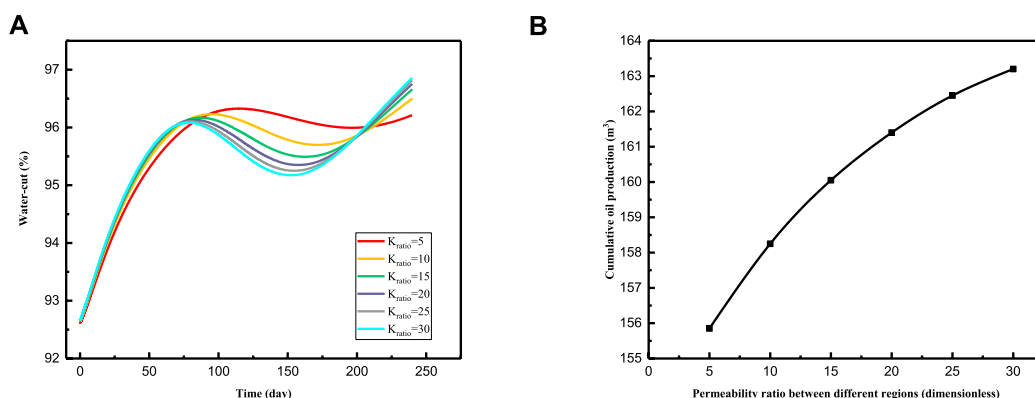 A
97
96
95
94
93
92
Water-cut (%)
0 50 100 150 200 250
Time (day)
Kratio=5
Kratio=10
Kratio=15
Kratio=20
Kratio=25
Kratio=30
B
164
163
162
161
160
159
158
157
156
155
Cumulative oil production (m³)
0 5 10 15 20 25 30
Permeability ratio between different regions (dimensionless)